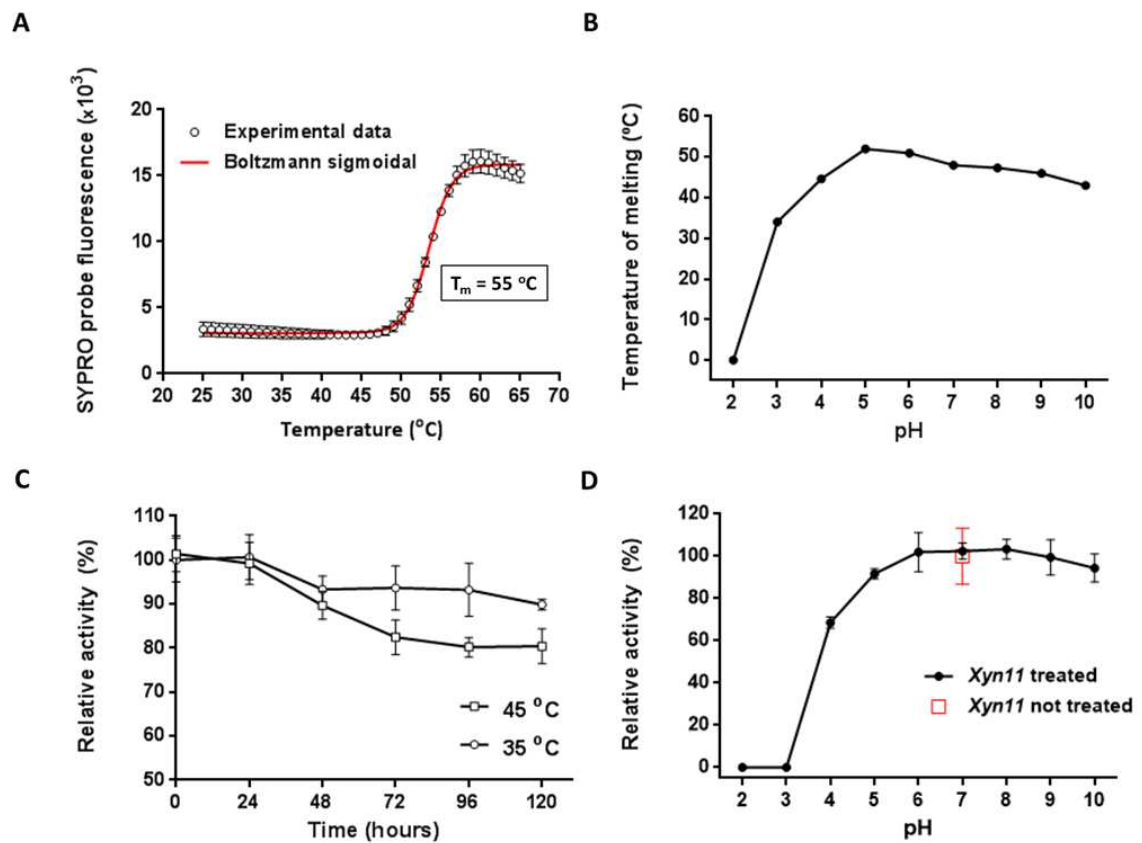 A
SYPRO probe fluorescence (x10³)
20
15
10
5
0
Experimental data
Boltzmann sigmoidal
Tm = 55 °C
20 25 30 35 40 45 50 55 60 65 70
Temperature (°C)
B
Temperature of melting (ºC)
60
50
40
30
20
10
0
2 3 4 5 6 7 8 9 10
pH
C
Relative activity (%)
110
100
90
80
70
60
50
45 °C
35 °C
0 24 48 72 96 120
Time (hours)
D
Relative activity (%)
120
100
80
60
40
20
0
Xyn11 treated
Xyn11 not treated
2 3 4 5 6 7 8 9 10
pH